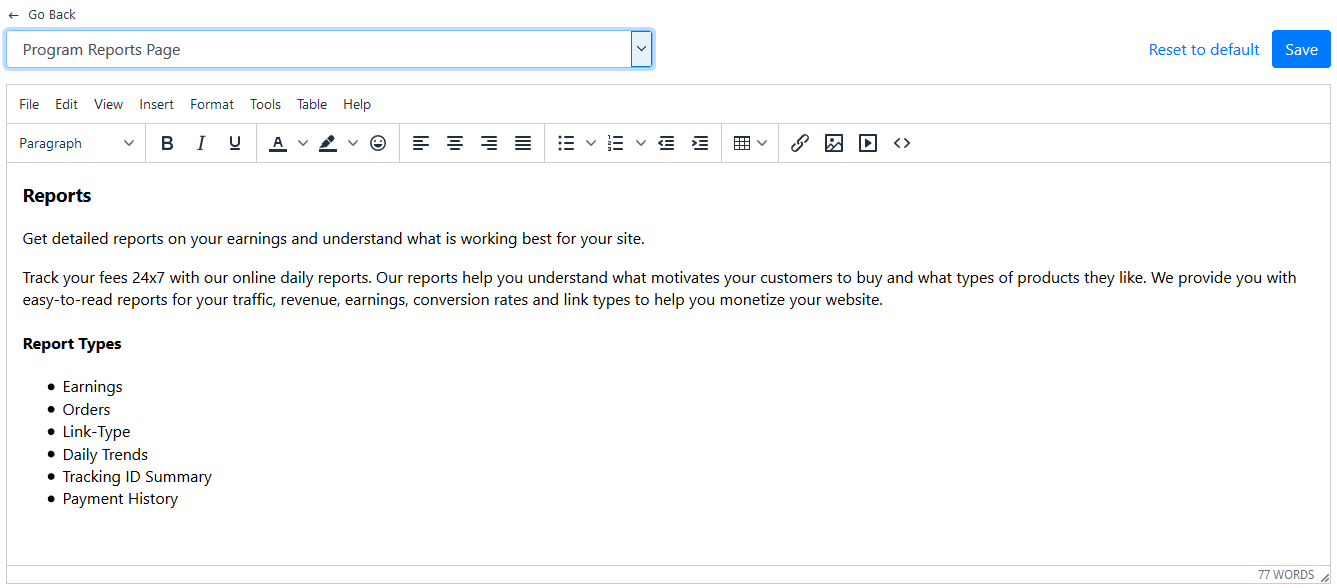 ← Go Back
Program Reports Page
Reset to default
Save
File Edit View Insert Format Tools Table Help
Paragraph B I U A
Reports
Get detailed reports on your earnings and understand what is working best for your site.
Track your fees 24x7 with our online daily reports. Our reports help you understand what motivates your customers to buy and what types of products they like. We provide you with
easy-to-read reports for your traffic, revenue, earnings, conversion rates and link types to help you monetize your website.
Report Types
• Earnings
• Orders
• Link-Type
• Daily Trends
• Tracking ID Summary
• Payment History
77 WORDS